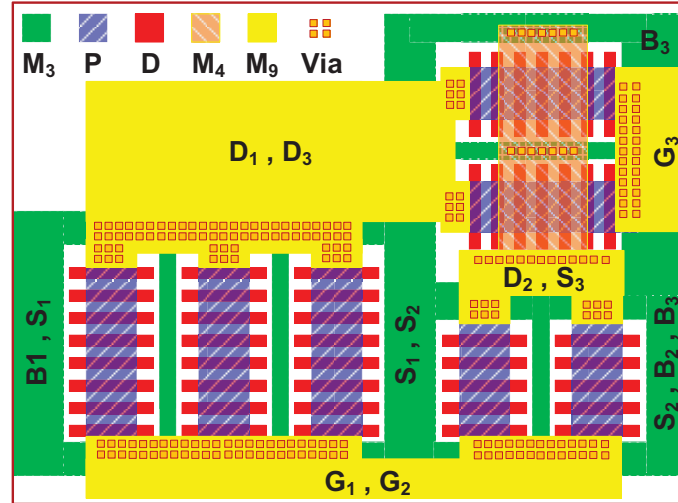 M₃ P D M₄ M₉ Via
B₃
D₁ , D₃
G₃
D₂ , S₃
B1 , S₁
S₁ , S₂
S₂ , B₂ , B₃
G₁ , G₂